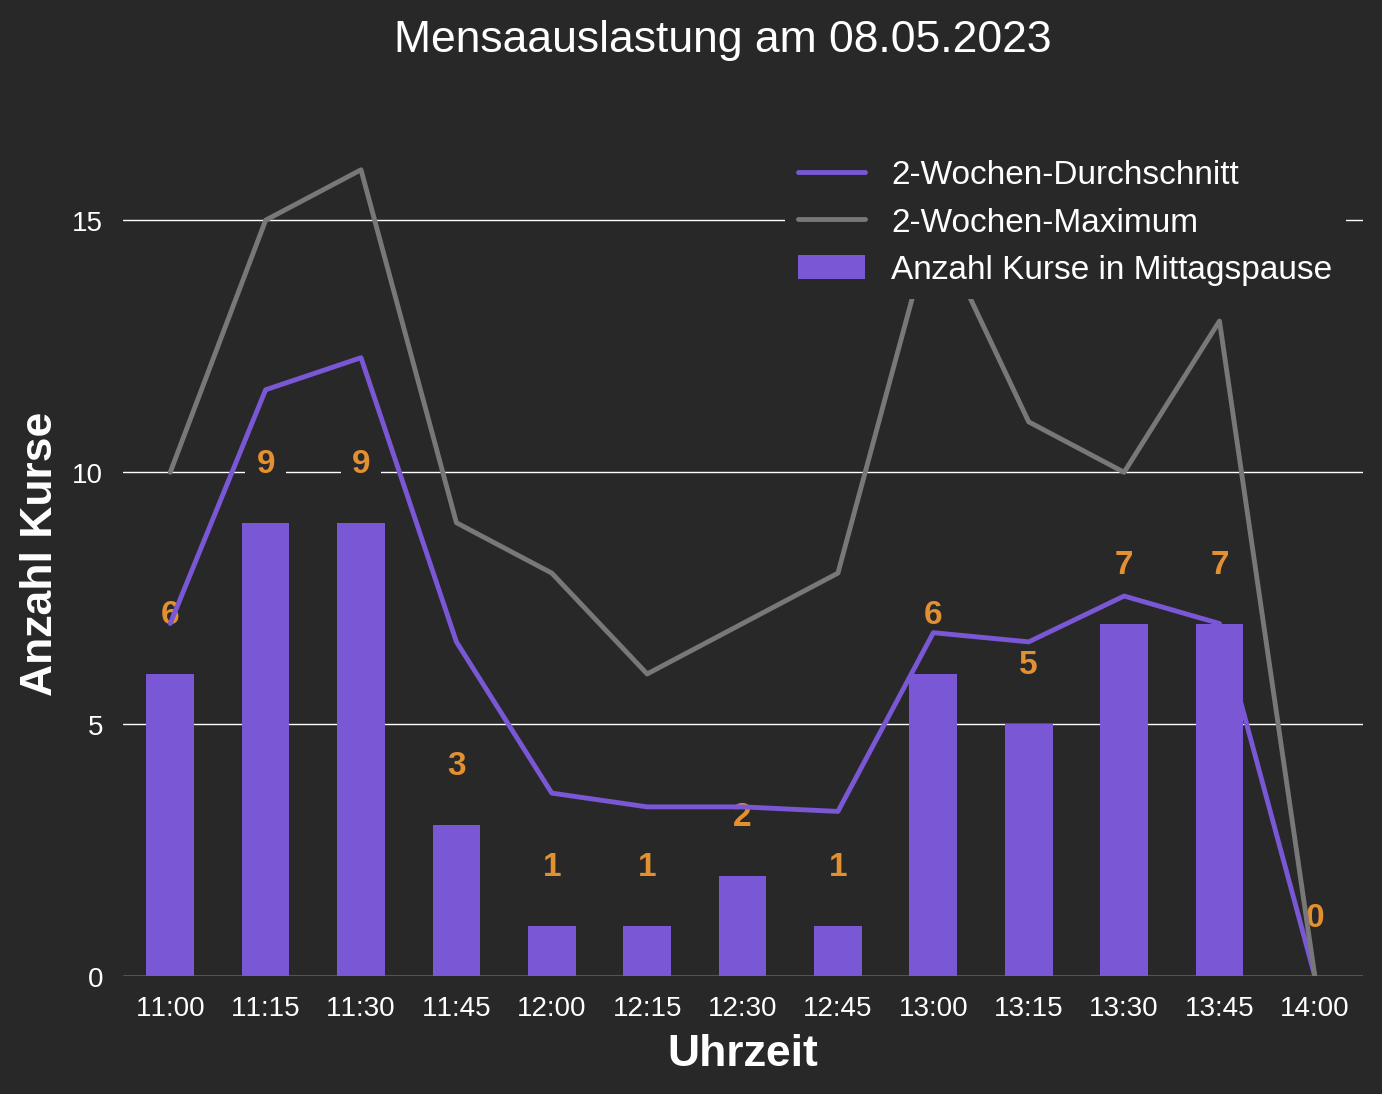 Mensaauslastung am 08.05.2023
2-Wochen-Durchschnitt
2-Wochen-Maximum
Anzahl Kurse in Mittagspause
Anzahl Kurse
15
10
5
0
6
9
9
3
1
1
2
1
6
5
7
7
0
11:00 11:15 11:30 11:45 12:00 12:15 12:30 12:45 13:00 13:15 13:30 13:45 14:00
Uhrzeit